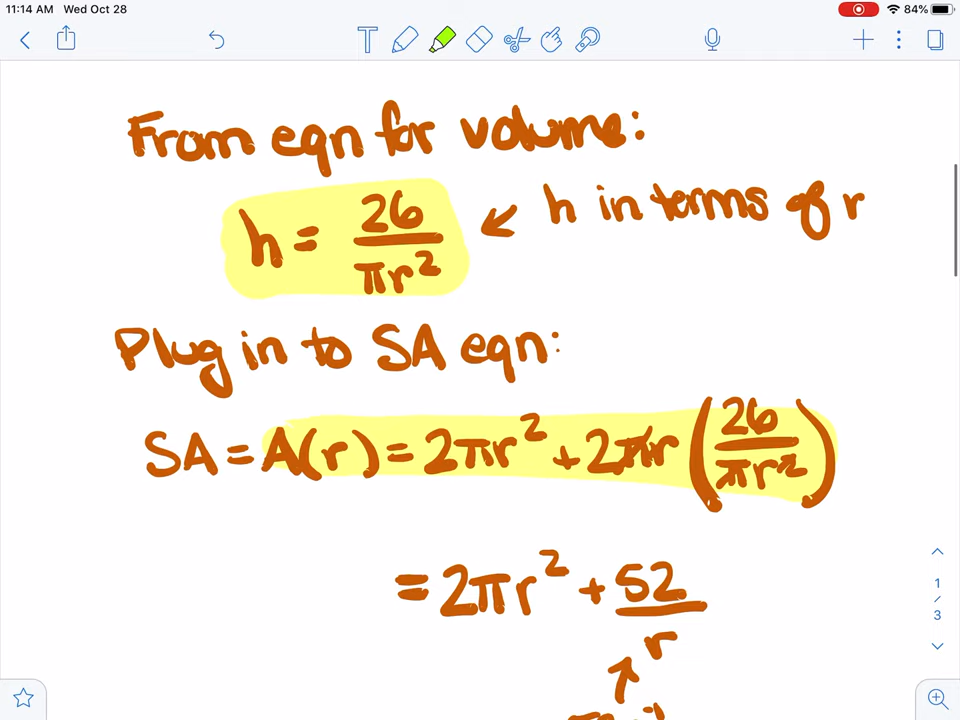 11:14 AM Wed Oct 28 84%
From eqn for volume:
h = 26/πr² ← h in terms of r
Plug in to SA eqn:
SA = A(r) = 2πr² + 2πr (26/πr²)
= 2πr² + 52/r
↑
1
/
3